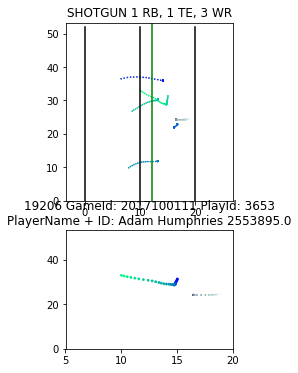 SHOTGUN 1 RB, 1 TE, 3 WR
50
40
30
20
10
0
0 10 20
19206 GameId: 2017100111 PlayId: 3653
PlayerName + ID: Adam Humphries 2553895.0
40
20
0
5 10 15 20